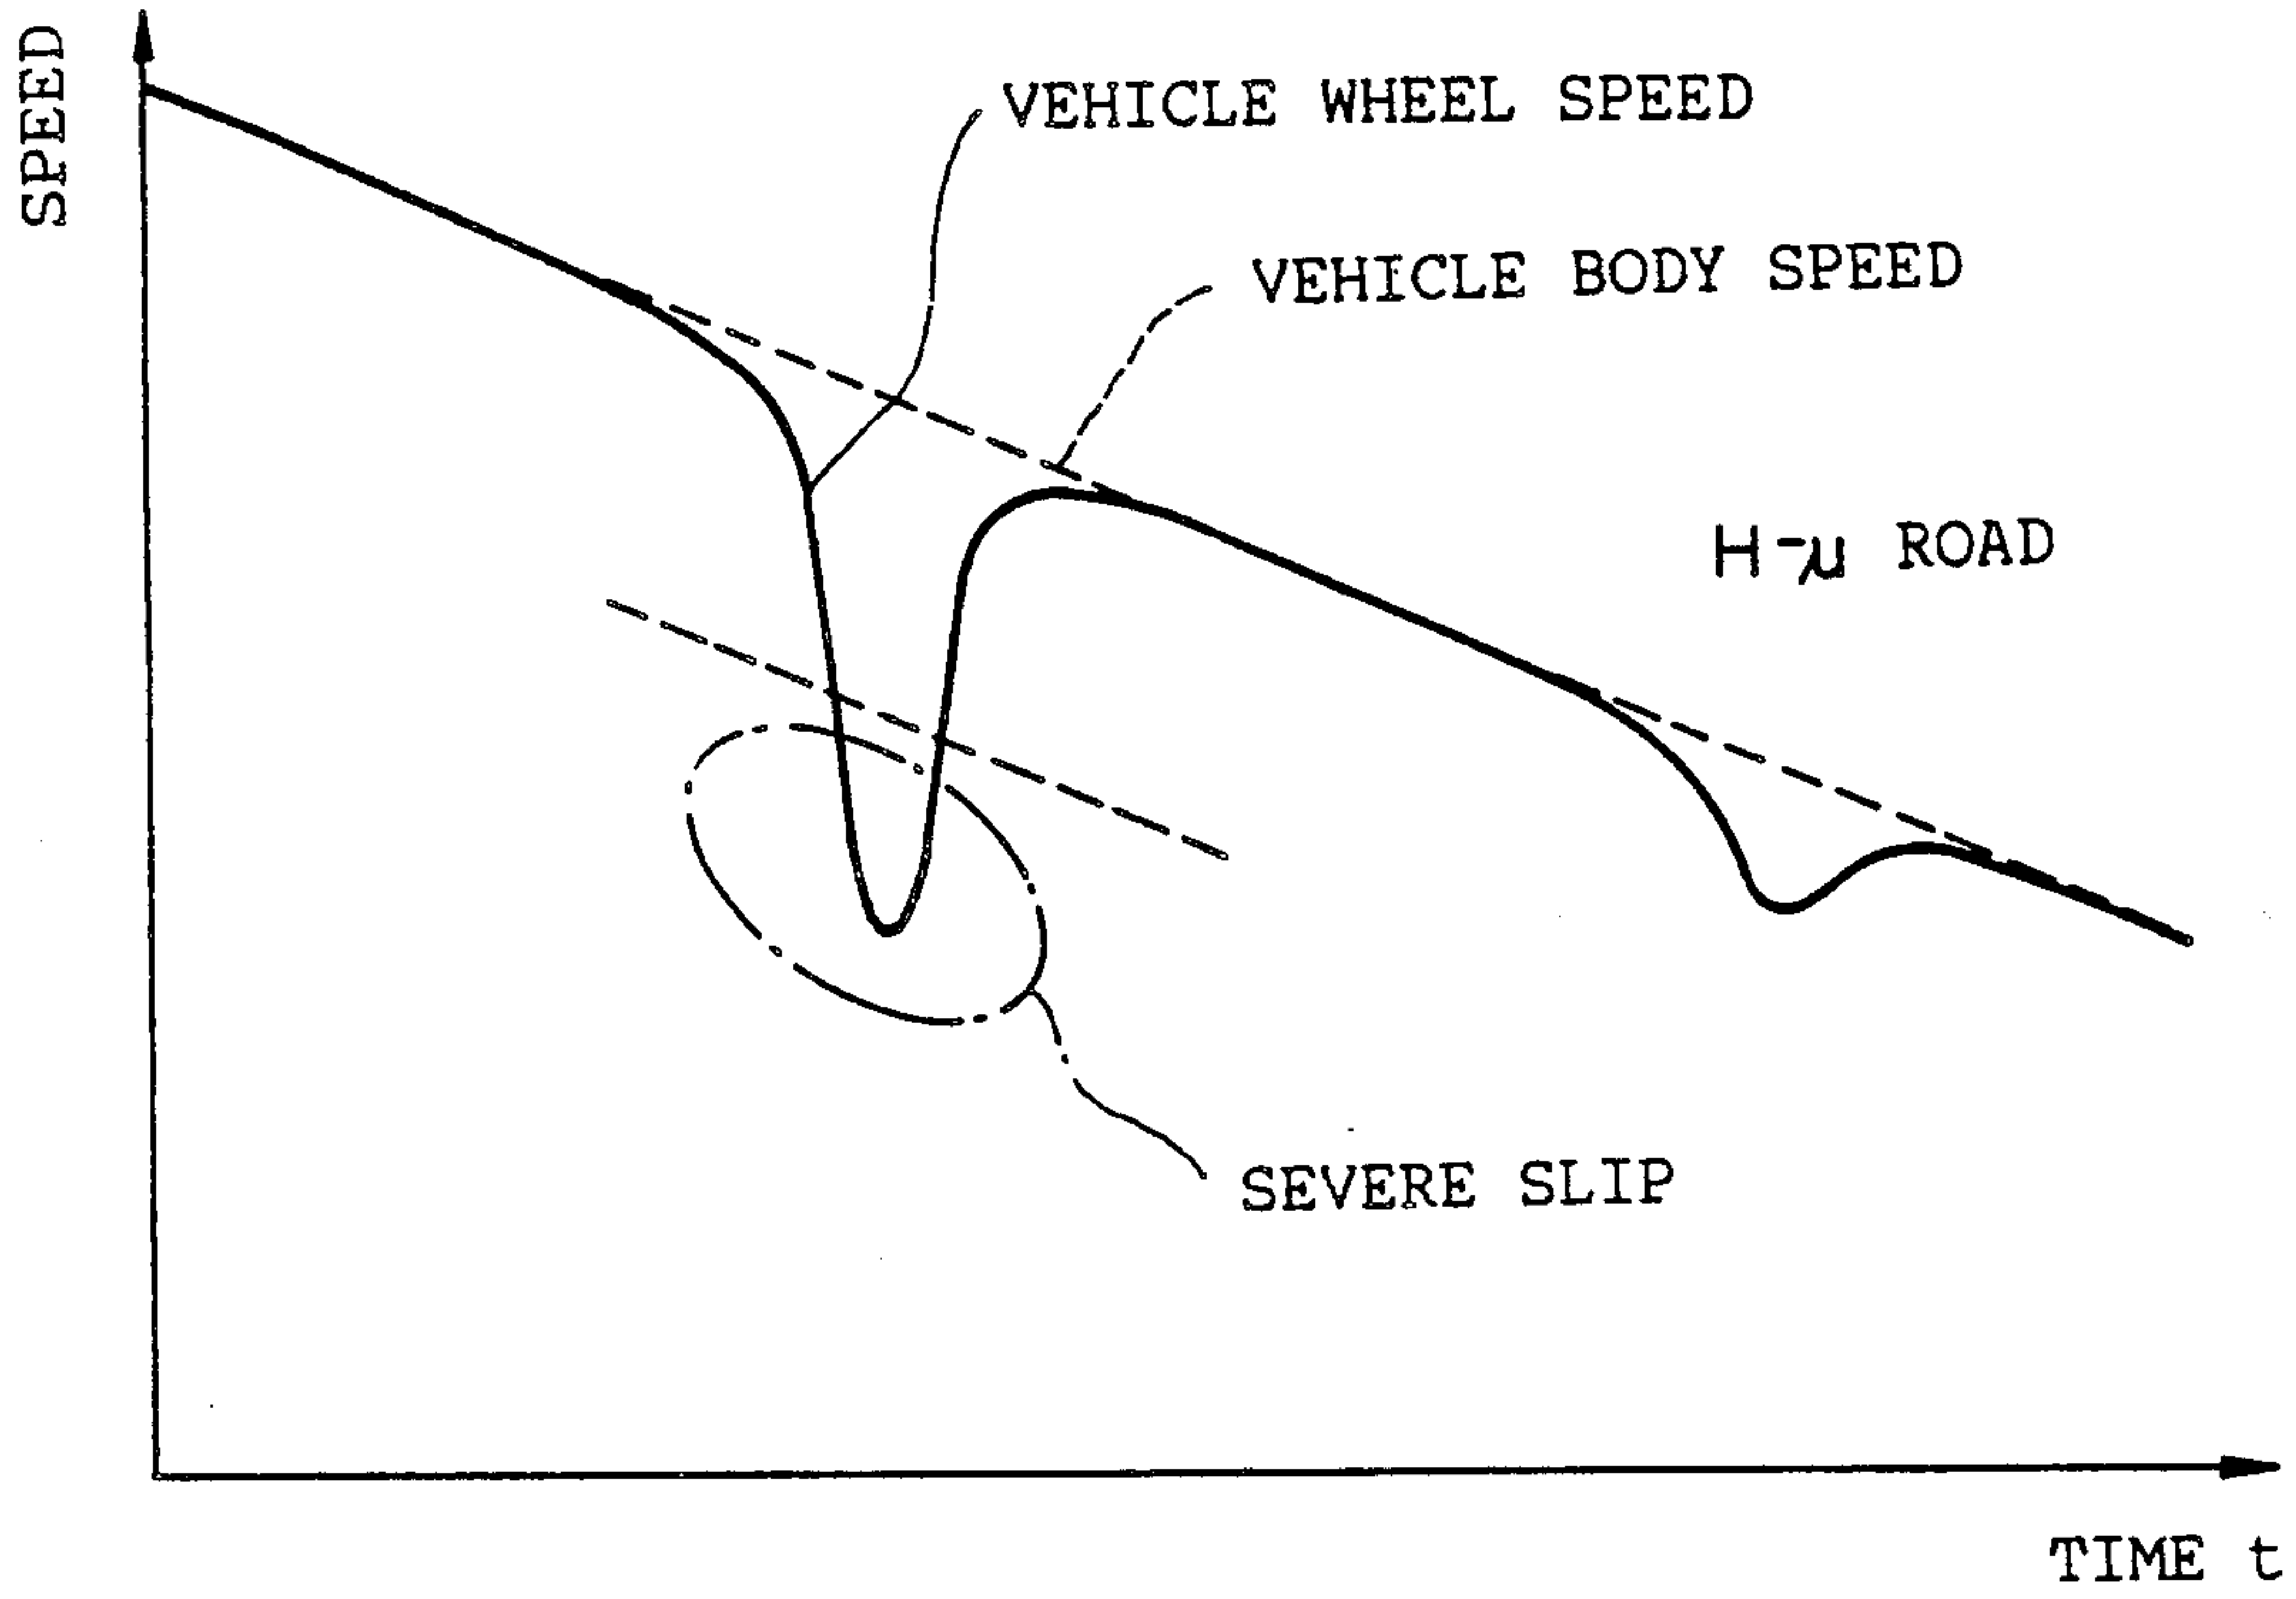 SPEED
VEHICLE WHEEL SPEED
VEHICLE BODY SPEED
H-μ ROAD
SEVERE SLIP
TIME t